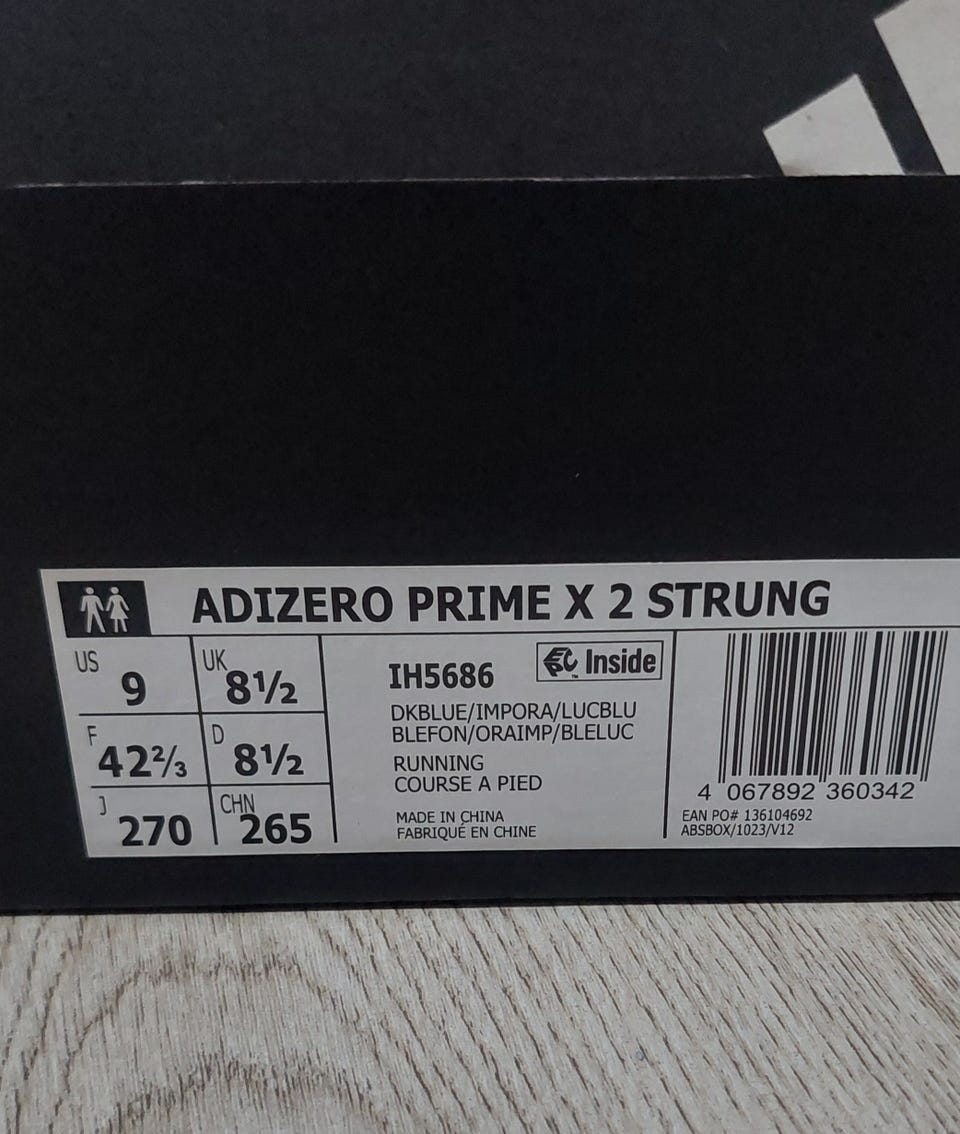 ADIZERO PRIME X 2 STRUNG
US 9 UK 8½
F 42⅔ D 8½
J 270 CHN 265
IH5686 Inside
DKBLUE/IMPORA/LUCBLU
BLEFON/ORAIMP/BLELUC
RUNNING
COURSE A PIED
MADE IN CHINA
FABRIQUÉ EN CHINE
4 067892 360342
EAN PO# 136104692
ABSBOX/1023/V12